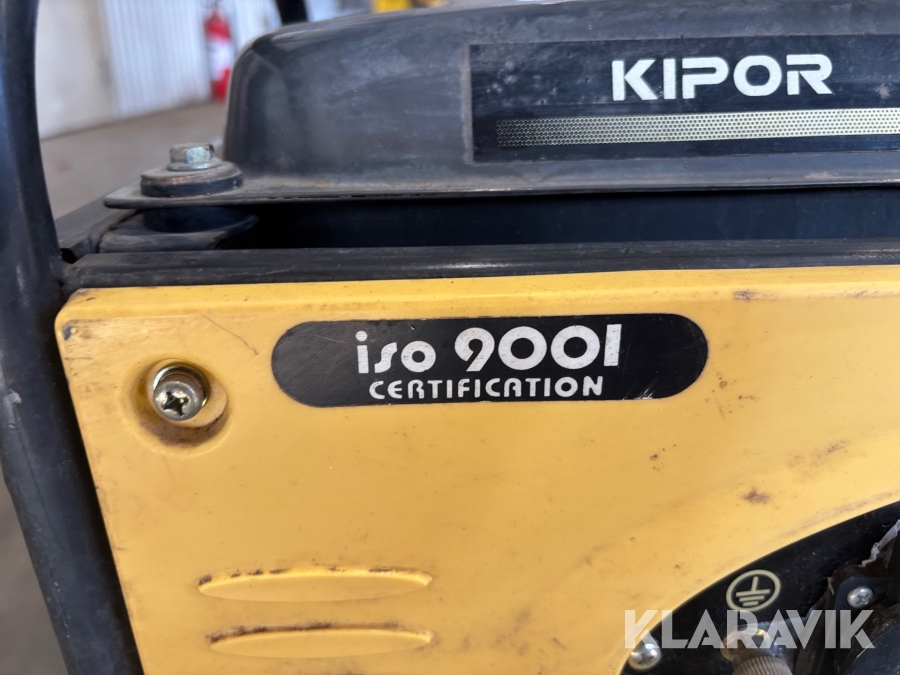 KIPOR
iso 9001
CERTIFICATION
KLARAVIK